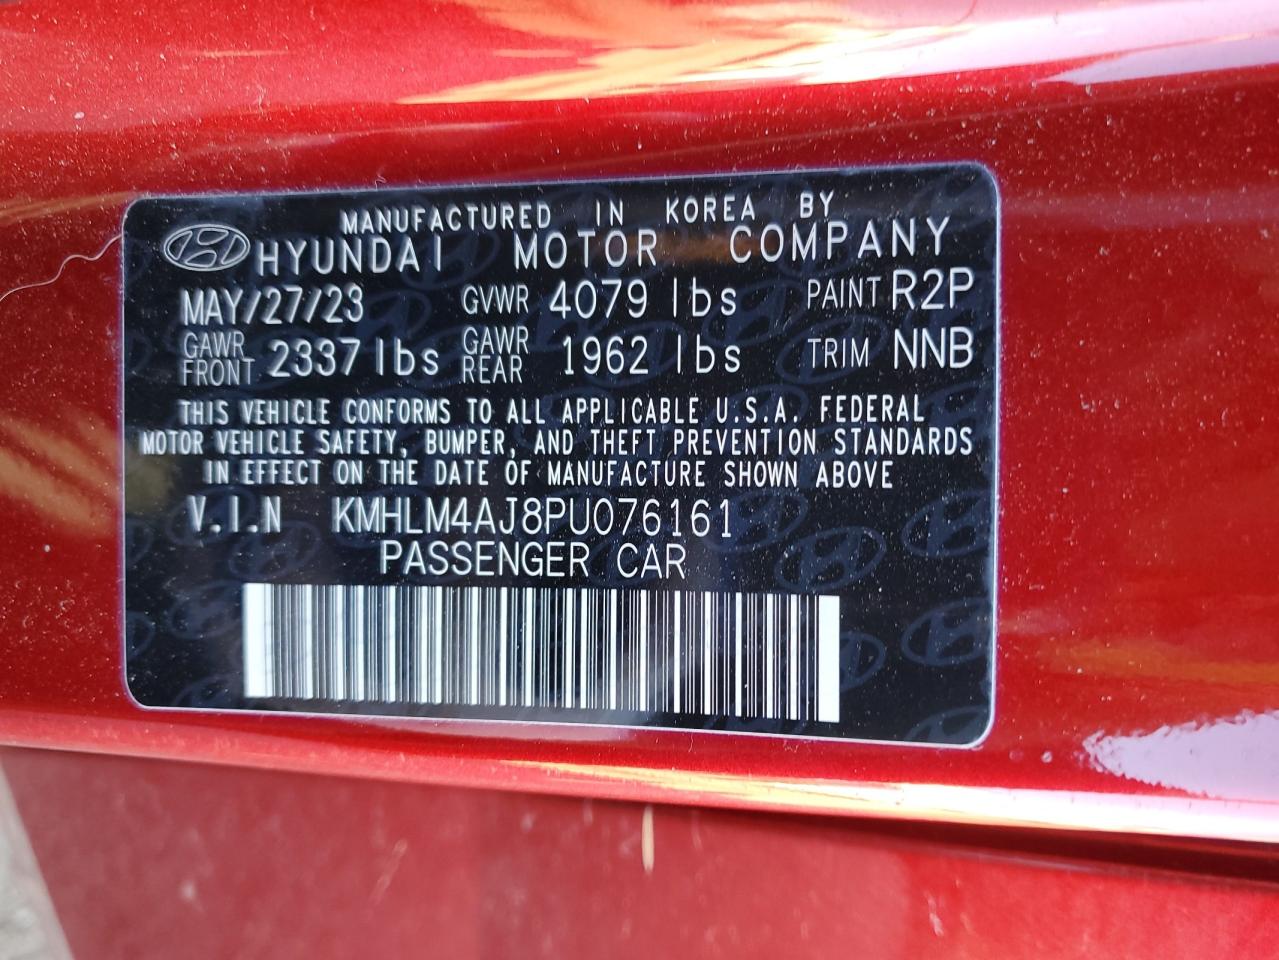 MANUFACTURED IN KOREA BY
HYUNDAI MOTOR COMPANY
MAY/27/23 GVWR 4079 lbs PAINT R2P
GAWR FRONT 2337 lbs GAWR REAR 1962 lbs TRIM NNB
THIS VEHICLE CONFORMS TO ALL APPLICABLE U.S.A. FEDERAL
MOTOR VEHICLE SAFETY, BUMPER, AND THEFT PREVENTION STANDARDS
IN EFFECT ON THE DATE OF MANUFACTURE SHOWN ABOVE
V.I.N KMHLM4AJ8PU076161
PASSENGER CAR